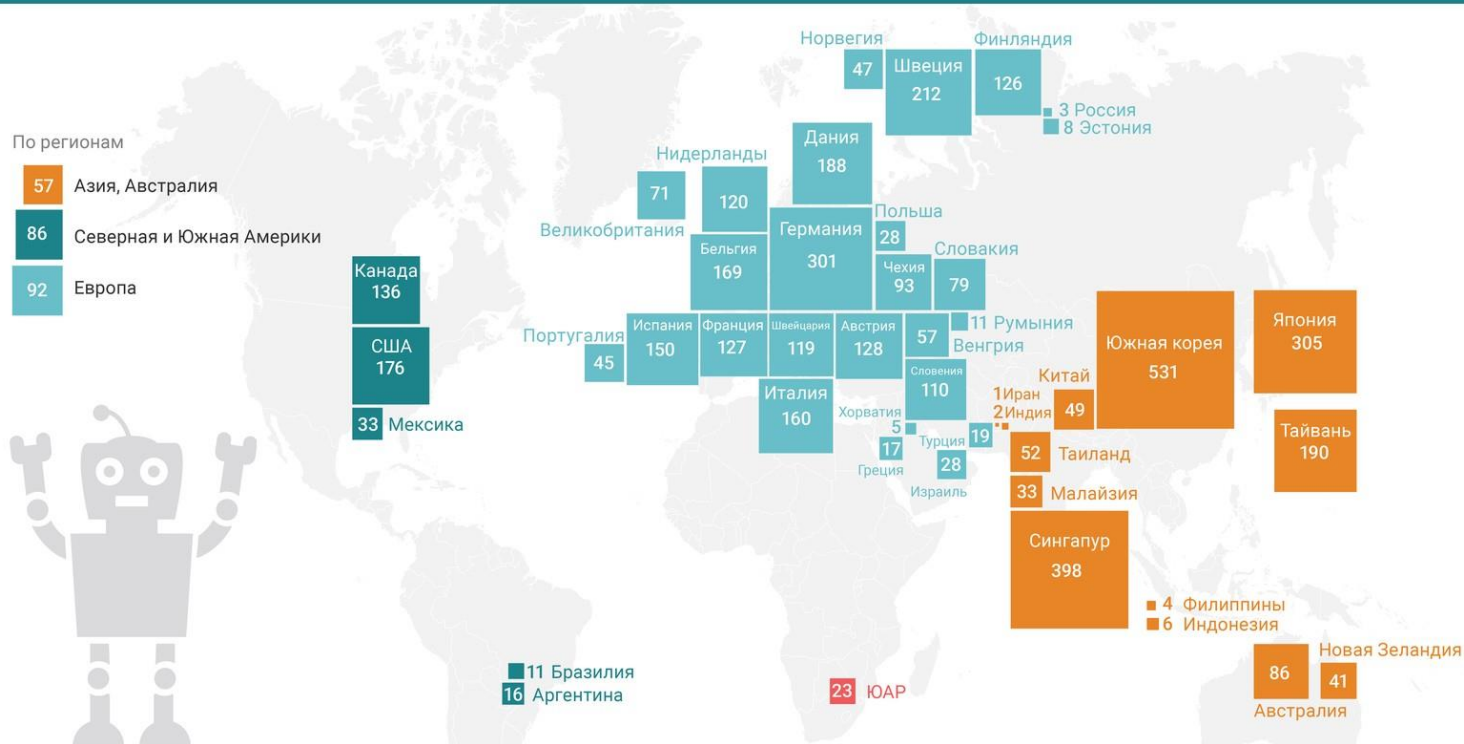 По регионам
57 Азия, Австралия
86 Северная и Южная Америки
92 Европа
Норвегия
47
Швеция
212
Финляндия
126
3 Россия
8 Эстония
Дания
188
Нидерланды
120
71
Великобритания
Бельгия
169
Германия
301
Польша
28
Чехия
93
Словакия
79
Португалия
45
Испания
150
Франция
127
Швейцария
119
Австрия
128
57
Венгрия
11 Румыния
Италия
160
Словения
110
Хорватия
5
17
Греция
Турция
19
28
Израиль
Канада
136
США
176
33 Мексика
11 Бразилия
16 Аргентина
23 ЮАР
1 Иран
2 Индия
Китай
49
Южная корея
531
Япония
305
Тайвань
190
52 Таиланд
33 Малайзия
Сингапур
398
4 Филиппины
6 Индонезия
86
Австралия
Новая Зеландия
41